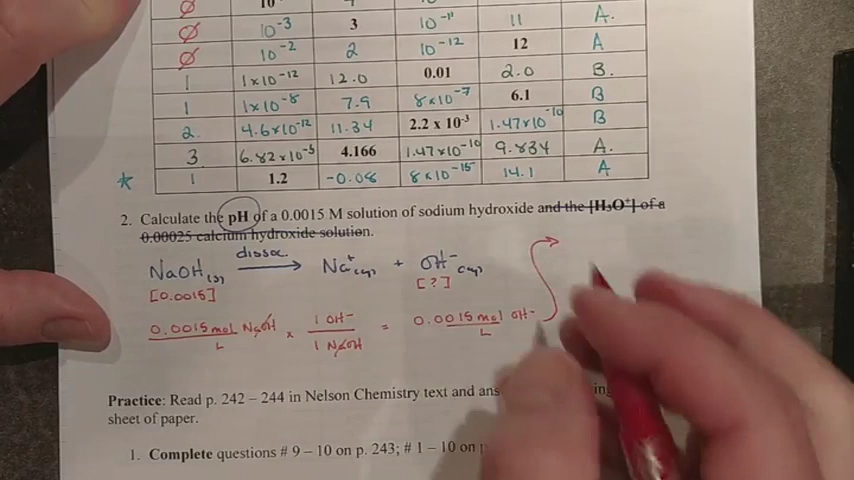 ∅ 10
∅ 10⁻³ 3 10⁻¹¹ 11 A.
∅ 10⁻² 2 10⁻¹² 12 A
1 1×10⁻¹² 12.0 0.01 2.0 B.
1 1×10⁻⁸ 7.9 8×10⁻⁷ 6.1 B
2. 4.6×10⁻¹² 11.34 2.2 x 10⁻³ 1.47×10⁻¹⁰ B
3 6.82×10⁻⁵ 4.166 1.47×10⁻¹⁰ 9.834 A.
* 1 1.2 -0.08 8×10⁻¹⁵ 14.1 A
2. Calculate the pH of a 0.0015 M solution of sodium hydroxide and the [H₃O⁺] of a
0.00025 calcium hydroxide solution.
dissoc.
NaOH(s) → Na⁺(aq) + OH⁻(aq)
[0.0015] [?]
0.0015 mol NaOH × 1 OH⁻ = 0.0015 mol OH⁻
L 1 NaOH L
Practice: Read p. 242 – 244 in Nelson Chemistry text and ing
sheet of paper.
1. Complete questions # 9 – 10 on p. 243; # 1 – 10 on